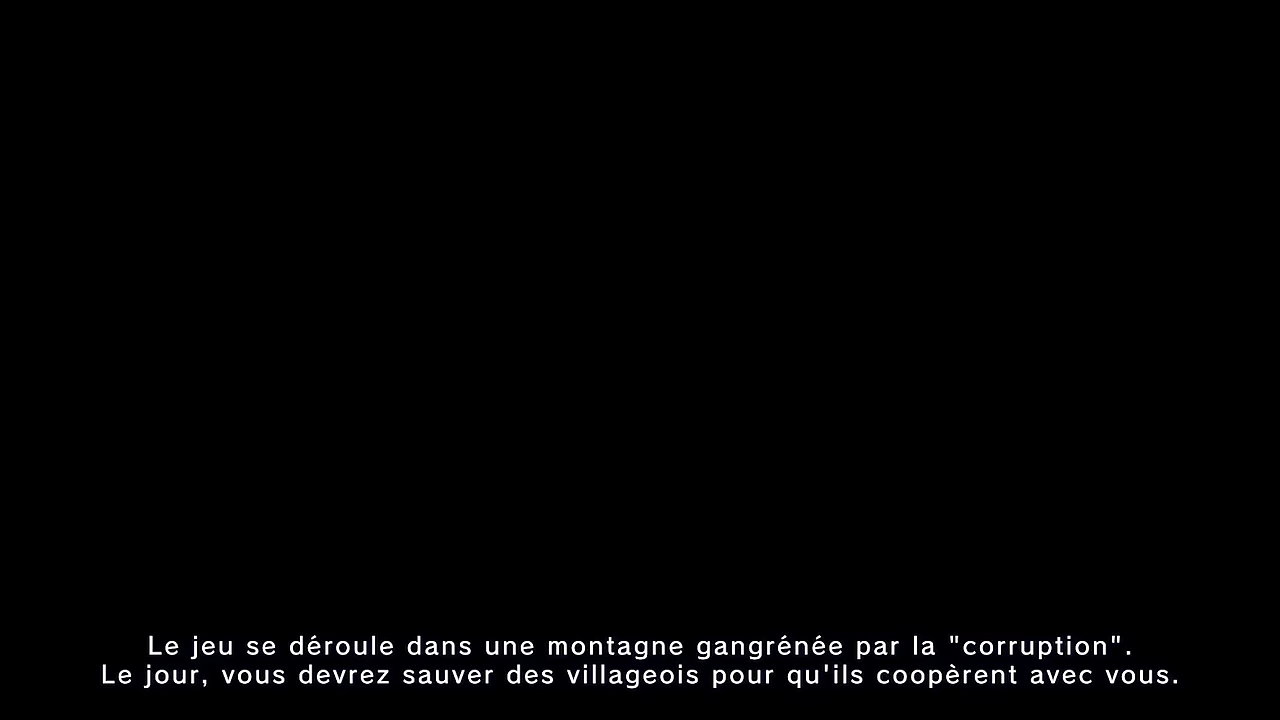 Le jeu se déroule dans une montagne gangrénée par la "corruption".
Le jour, vous devrez sauver des villageois pour qu'ils coopèrent avec vous.